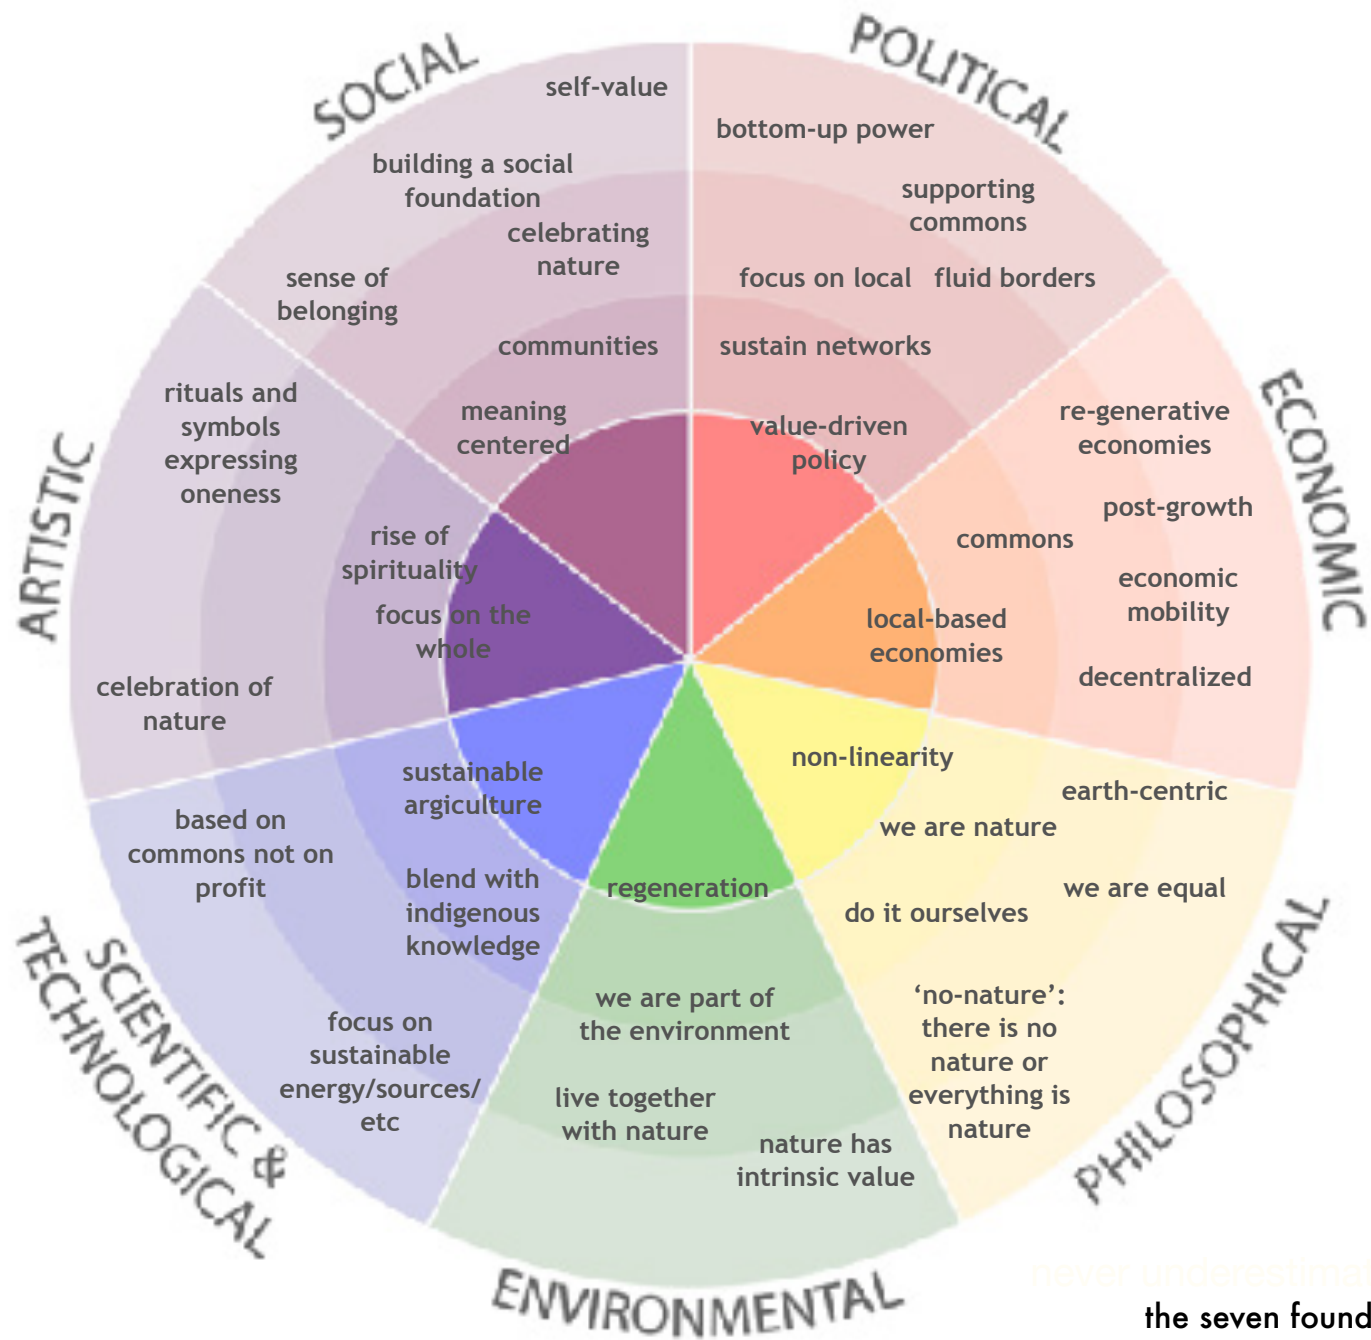 SOCIAL
self-value
building a social
foundation
celebrating
nature
sense of
belonging
communities
meaning
centered
POLITICAL
bottom-up power
supporting
commons
focus on local
fluid borders
sustain networks
value-driven
policy
ECONOMIC
re-generative
economies
post-growth
commons
economic
mobility
local-based
economies
decentralized
PHILOSOPHICAL
non-linearity
earth-centric
we are nature
we are equal
do it ourselves
‘no-nature’:
there is no
nature or
everything is
nature
ENVIRONMENTAL
regeneration
we are part of
the environment
live together
with nature
nature has
intrinsic value
SCIENTIFIC &
TECHNOLOGICAL
sustainable
argiculture
based on
commons not on
profit
blend with
indigenous
knowledge
focus on
sustainable
energy/sources/
etc
ARTISTIC
rituals and
symbols
expressing
oneness
rise of
spirituality
focus on the
whole
celebration of
nature
never underestimat
the seven found